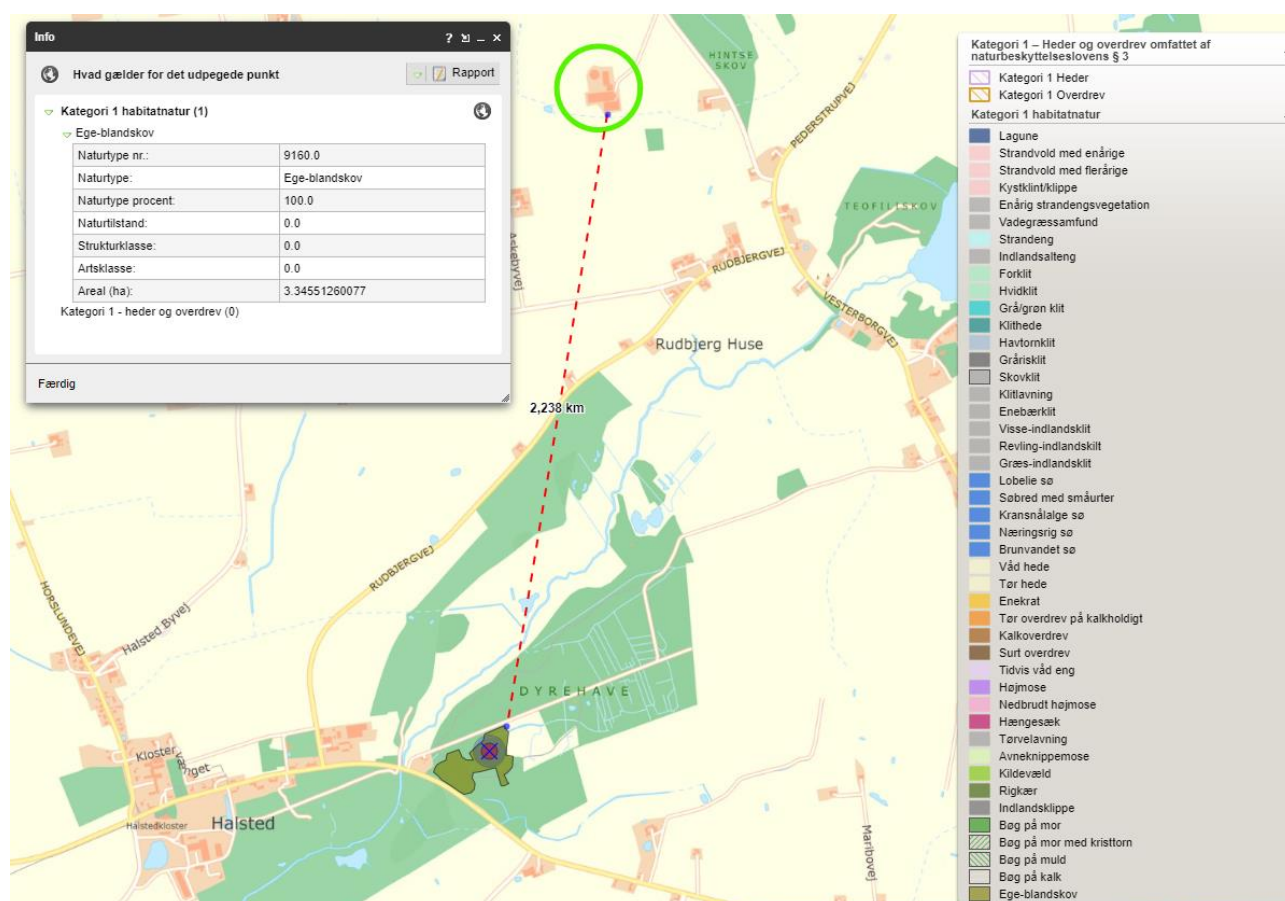 Info
? _ ×
Hvad gælder for det udpegede punkt
Rapport
Kategori 1 habitatnatur (1)
Ege-blandskov
Naturtype nr.: 9160.0
Naturtype: Ege-blandskov
Naturtype procent: 100.0
Naturtilstand: 0.0
Strukturklasse: 0.0
Artsklasse: 0.0
Areal (ha): 3.34551260077
Kategori 1 - heder og overdrev (0)
Færdig
HINTSE
SKOV
PEDERSTRUPVEJ
TEOFILISKOV
Askebyvej
RUDBJERGVEJ
VESTERBORGVEJ
Rudbjerg Huse
2,238 km
RUDBJERGVEJ
HORSLUNDEVEJ
Halsted Byvej
DYREHAVE
Kloster
vænget
Halstedkloster
Halsted
Maribovej
Kategori 1 – Heder og overdrev omfattet af
naturbeskyttelseslovens § 3
Kategori 1 Heder
Kategori 1 Overdrev
Kategori 1 habitatnatur
Lagune
Strandvold med enårige
Strandvold med flerårige
Kystklint/klippe
Enårig strandengsvegetation
Vadegræssamfund
Strandeng
Indlandsalteng
Forklit
Hvidklit
Grå/grøn klit
Klithede
Havtornklit
Grårisklit
Skovklit
Klitlavning
Enebærklit
Visse-indlandsklit
Revling-indlandskilt
Græs-indlandsklit
Lobelie sø
Søbred med småurter
Kransnålalge sø
Næringsrig sø
Brunvandet sø
Våd hede
Tør hede
Enekrat
Tør overdrev på kalkholdigt
Kalkoverdrev
Surt overdrev
Tidvis våd eng
Højmose
Nedbrudt højmose
Hængesæk
Tørvelavning
Avneknippemose
Kildevæld
Rigkær
Indlandsklippe
Bøg på mor
Bøg på mor med kristtorn
Bøg på muld
Bøg på kalk
Ege-blandskov